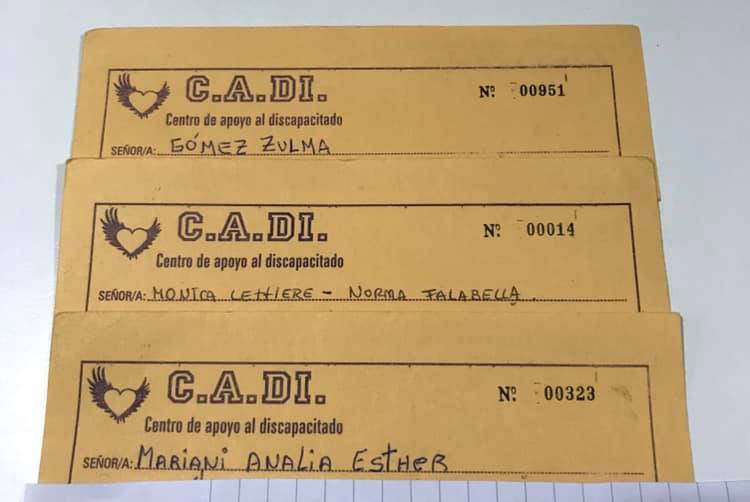 C.A.DI. Nº 00951
Centro de apoyo al discapacitado
SEÑOR/A: GÓMEZ ZULMA
C.A.DI. Nº 00014
Centro de apoyo al discapacitado
SEÑOR/A: MONICA LETTIERE - NORMA FALABELLA.
C.A.DI. Nº 00323
Centro de apoyo al discapacitado
SEÑOR/A: MARIANI ANALIA ESTHER